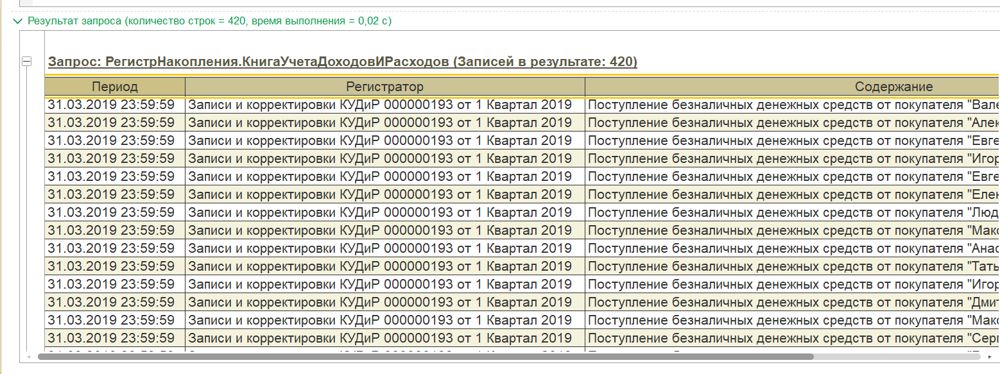 Результат запроса (количество строк = 420, время выполнения = 0,02 с)
Запрос: РегистрНакопления.КнигаУчетаДоходовИРасходов (Записей в результате: 420)
Период Регистратор Содержание
31.03.2019 23:59:59 Записи и корректировки КУДиР 000000193 от 1 Квартал 2019 Поступление безналичных денежных средств от покупателя "Вале
31.03.2019 23:59:59 Записи и корректировки КУДиР 000000193 от 1 Квартал 2019 Поступление безналичных денежных средств от покупателя "Алек
31.03.2019 23:59:59 Записи и корректировки КУДиР 000000193 от 1 Квартал 2019 Поступление безналичных денежных средств от покупателя "Евге
31.03.2019 23:59:59 Записи и корректировки КУДиР 000000193 от 1 Квартал 2019 Поступление безналичных денежных средств от покупателя "Игор
31.03.2019 23:59:59 Записи и корректировки КУДиР 000000193 от 1 Квартал 2019 Поступление безналичных денежных средств от покупателя "Евге
31.03.2019 23:59:59 Записи и корректировки КУДиР 000000193 от 1 Квартал 2019 Поступление безналичных денежных средств от покупателя "Елен
31.03.2019 23:59:59 Записи и корректировки КУДиР 000000193 от 1 Квартал 2019 Поступление безналичных денежных средств от покупателя "Люд
31.03.2019 23:59:59 Записи и корректировки КУДиР 000000193 от 1 Квартал 2019 Поступление безналичных денежных средств от покупателя "Макс
31.03.2019 23:59:59 Записи и корректировки КУДиР 000000193 от 1 Квартал 2019 Поступление безналичных денежных средств от покупателя "Анас
31.03.2019 23:59:59 Записи и корректировки КУДиР 000000193 от 1 Квартал 2019 Поступление безналичных денежных средств от покупателя "Тать
31.03.2019 23:59:59 Записи и корректировки КУДиР 000000193 от 1 Квартал 2019 Поступление безналичных денежных средств от покупателя "Игор
31.03.2019 23:59:59 Записи и корректировки КУДиР 000000193 от 1 Квартал 2019 Поступление безналичных денежных средств от покупателя "Дмит
31.03.2019 23:59:59 Записи и корректировки КУДиР 000000193 от 1 Квартал 2019 Поступление безналичных денежных средств от покупателя "Макс
31.03.2019 23:59:59 Записи и корректировки КУДиР 000000193 от 1 Квартал 2019 Поступление безналичных денежных средств от покупателя "Серг